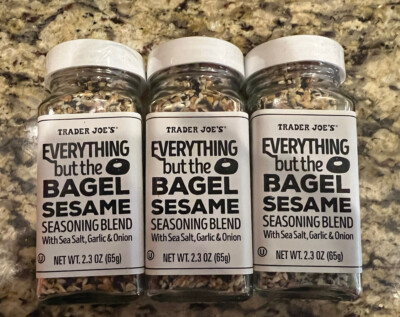 TRADER JOE'S
EVERYTHING
but the
BAGEL
SESAME
SEASONING BLEND
With Sea Salt, Garlic & Onion
U
NET WT. 2.3 OZ (65g)
TRADER JOE'S
EVERYTHING
but the
BAGEL
SESAME
SEASONING BLEND
With Sea Salt, Garlic & Onion
U
NET WT. 2.3 OZ (65g)
TRADER JOE'S
EVERYTHING
but the
BAGEL
SESAME
SEASONING BLEND
With Sea Salt, Garlic & Onion
U
NET WT. 2.3 OZ (65g)